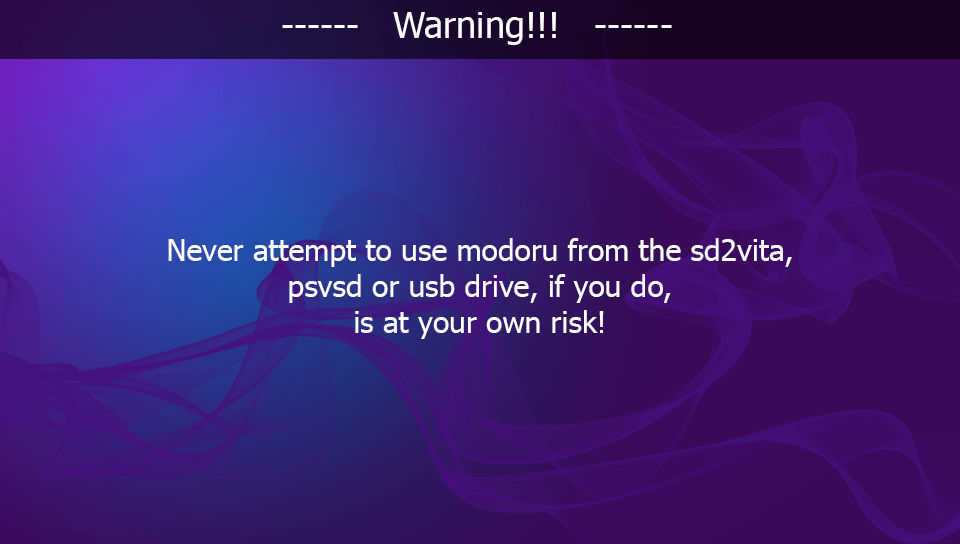 ------ Warning!!! ------
Never attempt to use modoru from the sd2vita,
psvsd or usb drive, if you do,
is at your own risk!